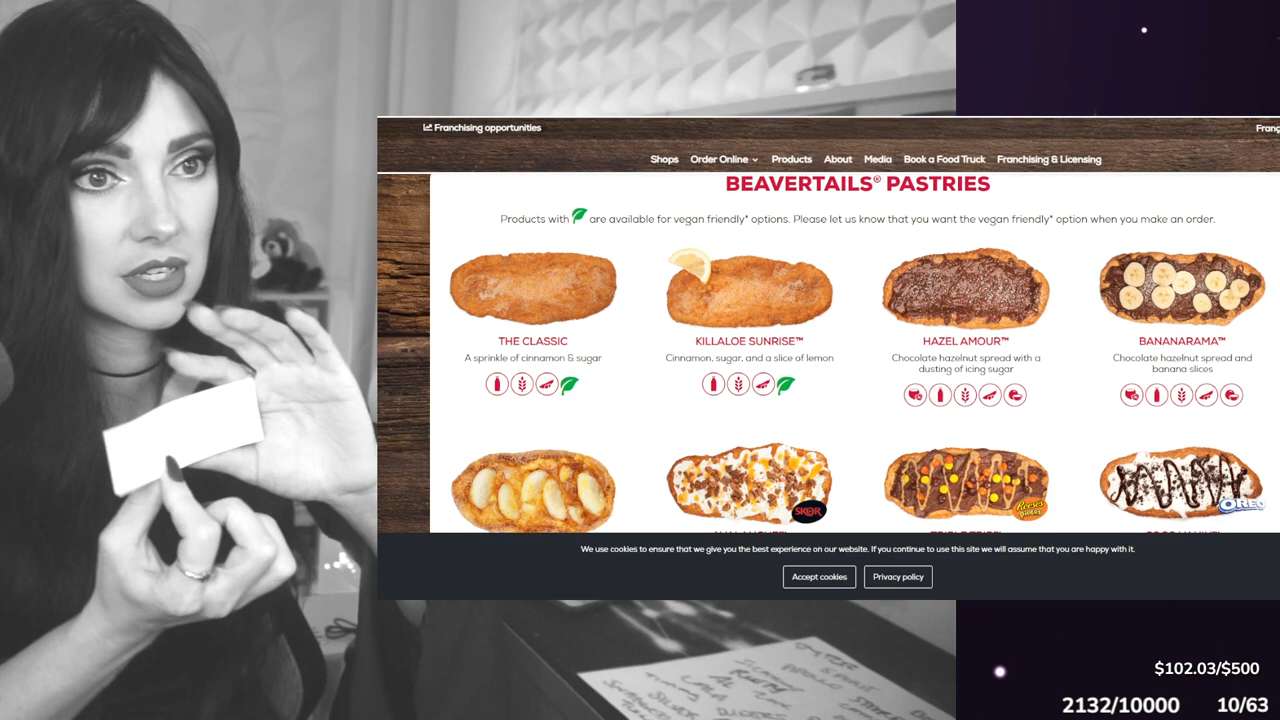 Franchising opportunities
Franç
Shops Order Online Products About Media Book a Food Truck Franchising & Licensing
BEAVERTAILS® PASTRIES
Products with are available for vegan friendly* options. Please let us know that you want the vegan friendly* option when you make an order.
THE CLASSIC
A sprinkle of cinnamon & sugar
KILLALOE SUNRISE™
Cinnamon, sugar, and a slice of lemon
HAZEL AMOUR™
Chocolate hazelnut spread with a
dusting of icing sugar
BANANARAMA™
Chocolate hazelnut spread and
banana slices
SKOR
Reese's
Pieces
OREO
We use cookies to ensure that we give you the best experience on our website. If you continue to use this site we will assume that you are happy with it.
Accept cookies Privacy policy
$102.03/$500
2132/10000 10/63